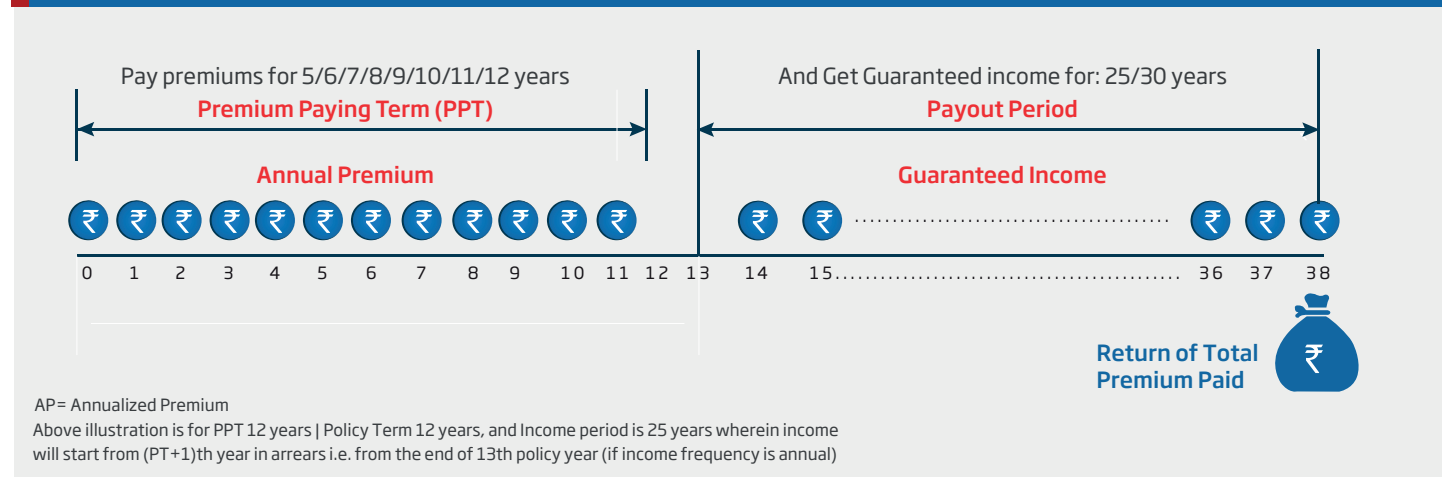 Pay premiums for 5/6/7/8/9/10/11/12 years
Premium Paying Term (PPT)
And Get Guaranteed income for: 25/30 years
Payout Period
Annual Premium
Guaranteed Income
₹ ₹ ₹ ₹ ₹ ₹ ₹ ₹ ₹ ₹ ₹ ₹ ₹ ₹ ........................................... ₹ ₹ ₹
0 1 2 3 4 5 6 7 8 9 10 11 12 13 14 15............................................... 36 37 38
Return of Total
Premium Paid
₹
AP= Annualized Premium
Above illustration is for PPT 12 years | Policy Term 12 years, and Income period is 25 years wherein income
will start from (PT+1)th year in arrears i.e. from the end of 13th policy year (if income frequency is annual)